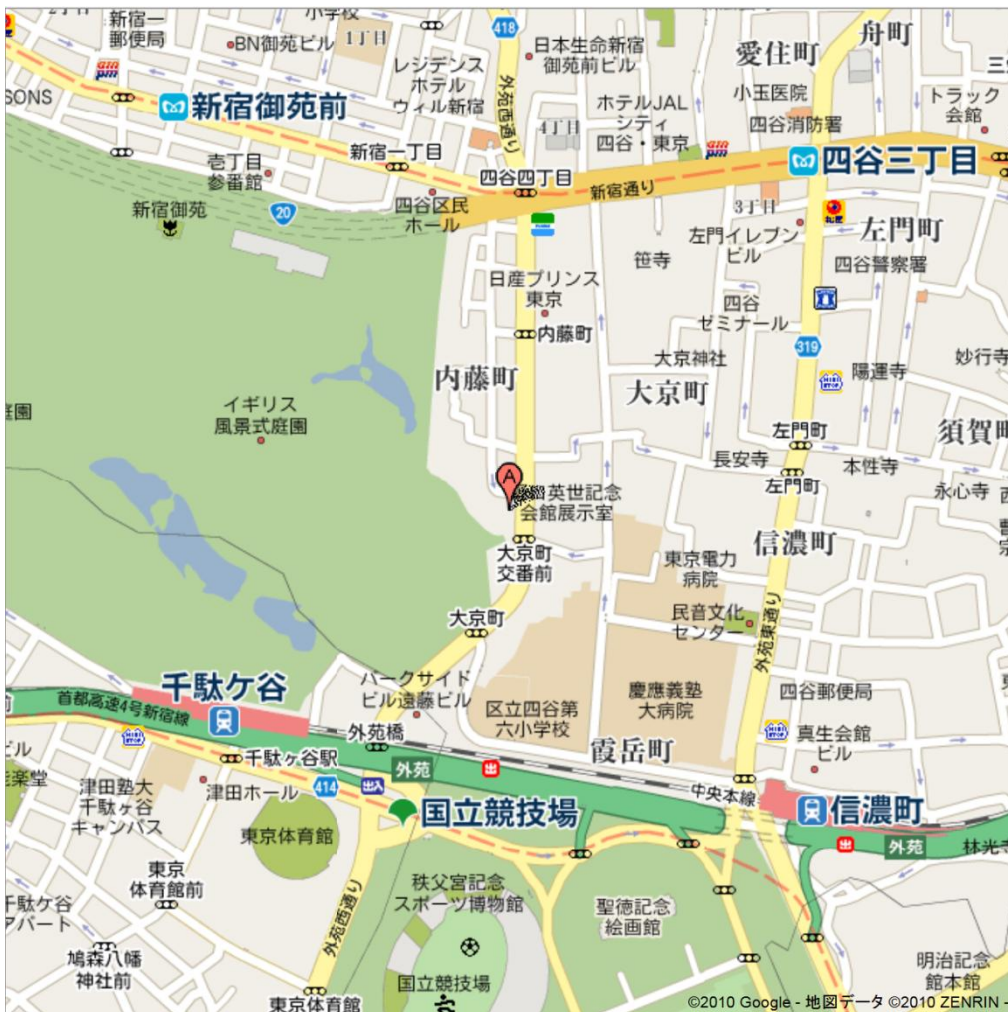 新宿一
郵便局
小学校
1丁目
BN御苑ビル
418
日本生命新宿
御苑前ビル
舟町
愛住町
SONS
レジデンス
ホテル
ウィル新宿
外苑西通り
小玉医院
トラック
会館
新宿御苑前
ホテルJAL
シティ
四谷・東京
4丁目
四谷消防署
新宿一丁目
四谷四丁目
四谷三丁目
壱丁目
参番館
新宿通り
3丁目
新宿御苑
20
四谷区民
ホール
左門イレブン
ビル
左門町
笹寺
四谷警察署
日産プリンス
東京
四谷
ゼミナール
内藤町
319
大京神社
妙行寺
陽運寺
内藤町
大京町
イギリス
風景式庭園
庭園
左門町
須賀町
長安寺
本性寺
左門町
永心寺
A
英世記念
会館展示室
信濃町
大京町
交番前
東京電力
病院
大京町
民音文化
センター
外苑東通り
千駄ケ谷
パークサイド
ビル遠藤ビル
慶應義塾
大病院
四谷郵便局
首都高速4号新宿線
区立四谷第
六小学校
外苑橋
霞岳町
真生会館
ビル
千駄ヶ谷駅
外苑
出
能楽堂
津田塾大
千駄ヶ谷
キャンパス
津田ホール
414
出入
中央本線
国立競技場
信濃町
東京体育館
出
外苑
林光寺
東京
体育館前
秩父宮記念
スポーツ博物館
聖徳記念
絵画館
千駄ケ谷
アパート
外苑西通り
鳩森八幡
神社前
国立競技場
明治記念
館本館
東京体育館
©2010 Google - 地図データ ©2010 ZENRIN -